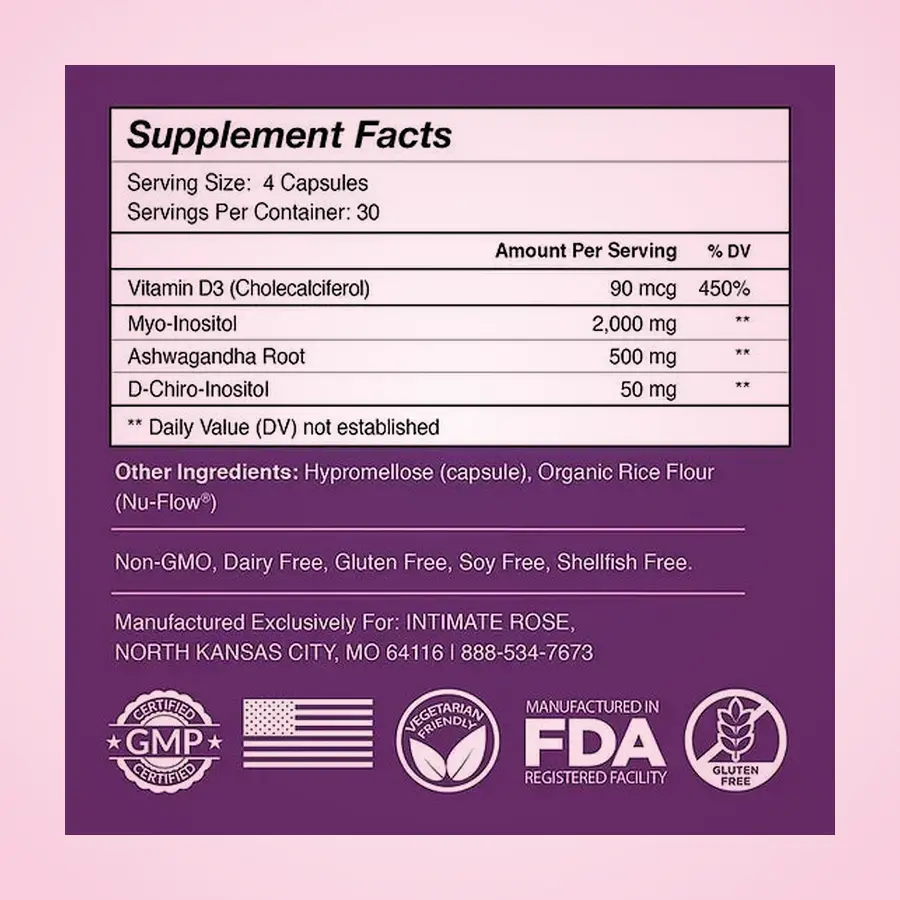 Supplement Facts
Serving Size: 4 Capsules
Servings Per Container: 30
Amount Per Serving % DV
Vitamin D3 (Cholecalciferol) 90 mcg 450%
Myo-Inositol 2,000 mg **
Ashwagandha Root 500 mg **
D-Chiro-Inositol 50 mg **
** Daily Value (DV) not established
Other Ingredients: Hypromellose (capsule), Organic Rice Flour
(Nu-Flow®)
Non-GMO, Dairy Free, Gluten Free, Soy Free, Shellfish Free.
Manufactured Exclusively For: INTIMATE ROSE,
NORTH KANSAS CITY, MO 64116 | 888-534-7673
CERTIFIED
GMP
CERTIFIED
VEGETARIAN
FRIENDLY
MANUFACTURED IN
FDA
REGISTERED FACILITY
GLUTEN
FREE